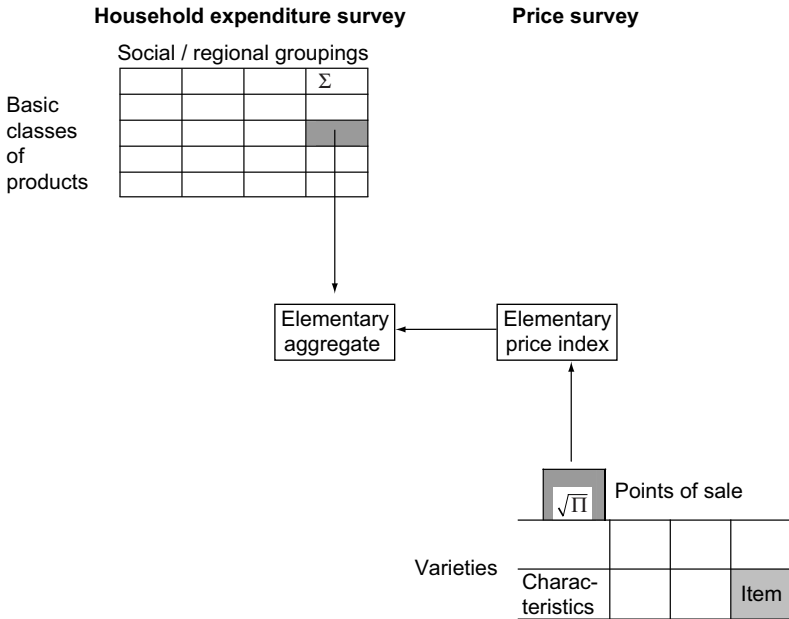 Household expenditure survey
Price survey
Social / regional groupings
Σ
Basic
classes
of
products
Elementary
aggregate
Elementary
price index
√Π
Points of sale
Varieties
Charac-
teristics
Item